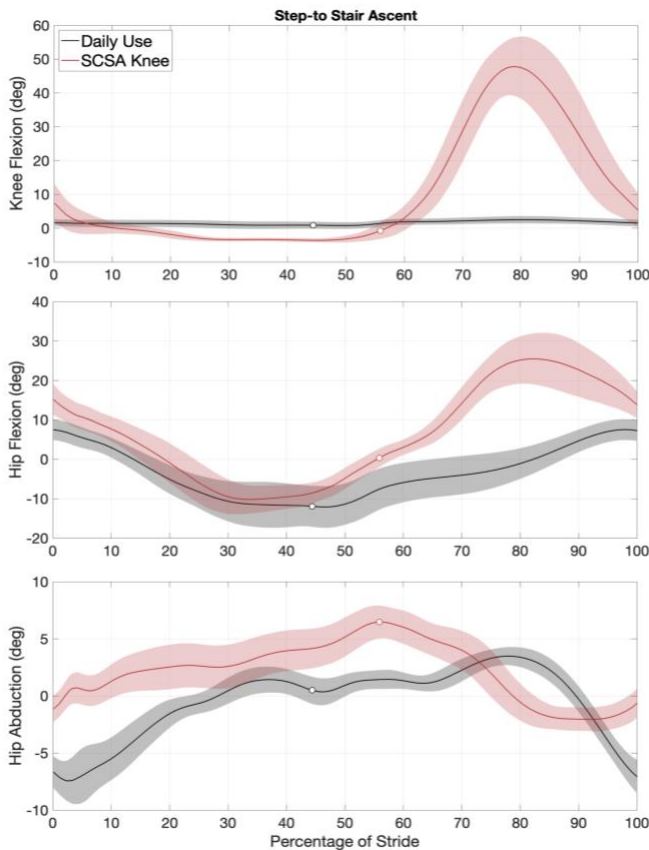 Step-to Stair Ascent
Daily Use
SCSA Knee
Knee Flexion (deg)
60
50
40
30
20
10
0
-10
0 10 20 30 40 50 60 70 80 90 100
Hip Flexion (deg)
40
30
20
10
0
-10
-20
0 10 20 30 40 50 60 70 80 90 100
Hip Abduction (deg)
10
5
0
-5
-10
0 10 20 30 40 50 60 70 80 90 100
Percentage of Stride